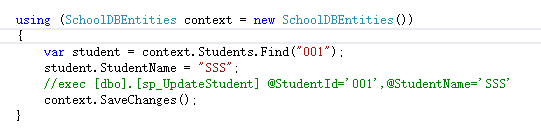 using (SchoolDBEntities context = new SchoolDBEntities())
{
var student = context.Students.Find("001");
student.StudentName = "SSS";
//exec [dbo].[sp_UpdateStudent] @StudentId='001',@StudentName='SSS'
context.SaveChanges();
}